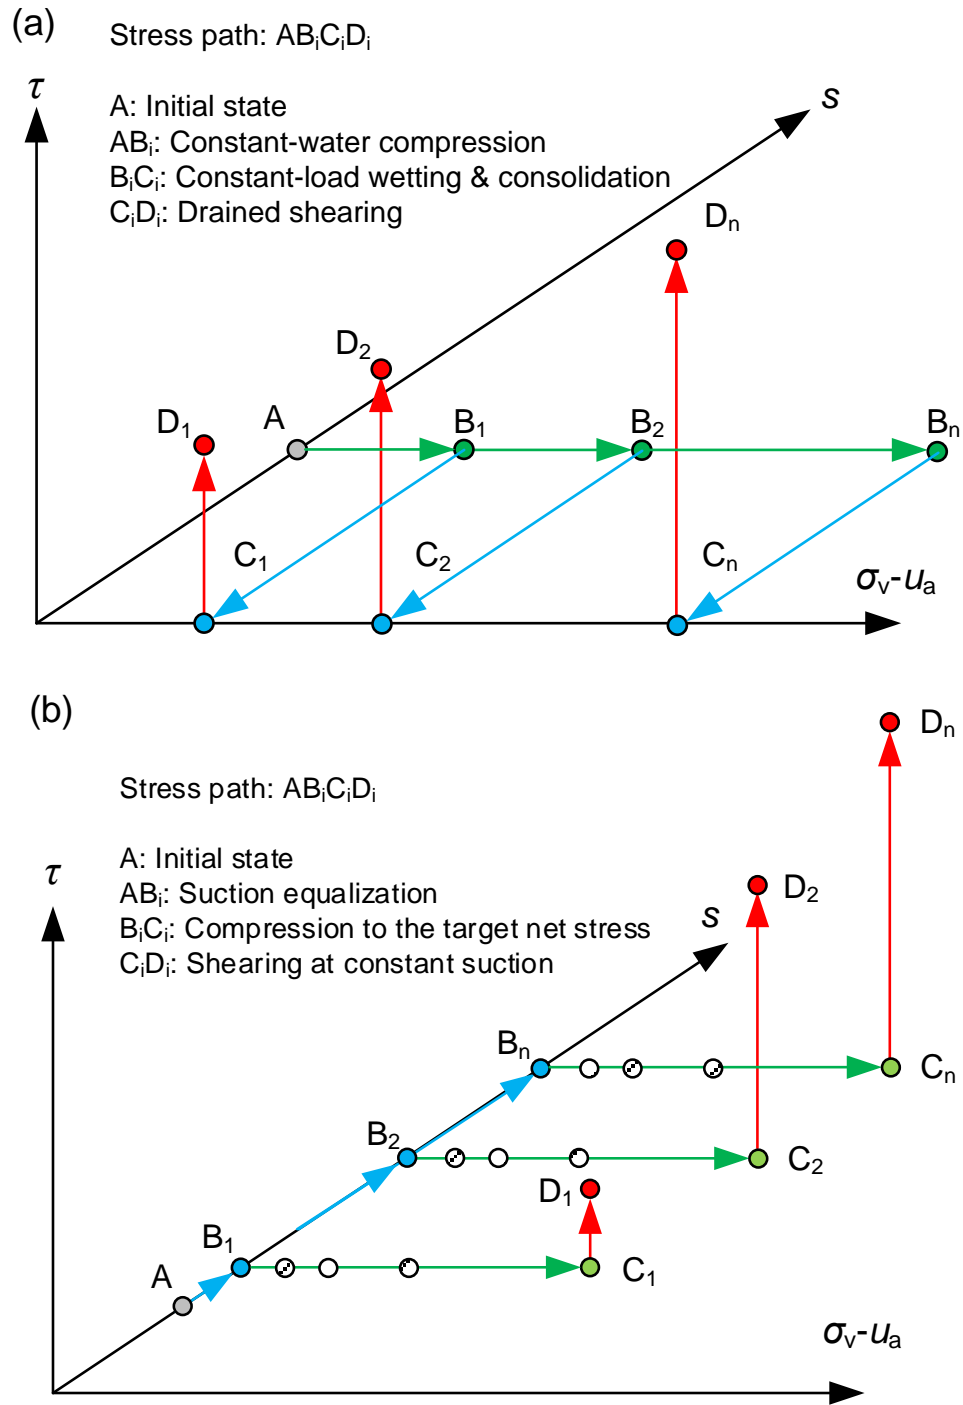 (a)
Stress path: ABᵢCᵢDᵢ
τ
s
A: Initial state
ABᵢ: Constant-water compression
BᵢCᵢ: Constant-load wetting & consolidation
CᵢDᵢ: Drained shearing
Dₙ
D₂
D₁
A
B₁
B₂
Bₙ
C₁
C₂
Cₙ
σᵥ-uₐ
(b)
Dₙ
Stress path: ABᵢCᵢDᵢ
A: Initial state
τ
ABᵢ: Suction equalization
D₂
s
BᵢCᵢ: Compression to the target net stress
CᵢDᵢ: Shearing at constant suction
Bₙ
Cₙ
B₂
C₂
D₁
B₁
C₁
A
σᵥ-uₐ